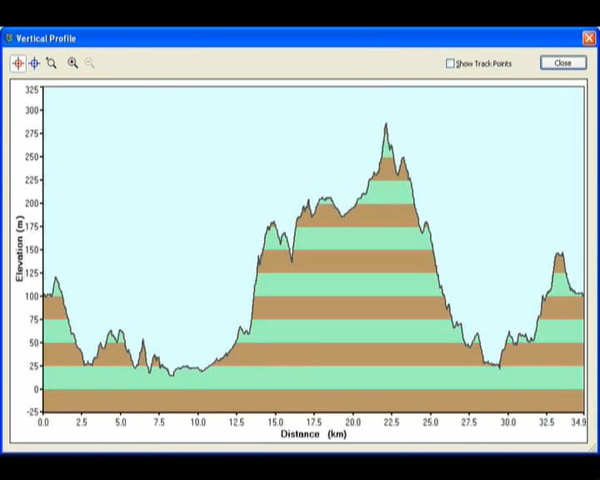 Vertical Profile
Show Track Points
Close
325
300
275
250
225
200
175
150
125
100
75
50
25
0
-25
Elevation (m)
0.0 2.5 5.0 7.5 10.0 12.5 15.0 17.5 20.0 22.5 25.0 27.5 30.0 32.5 34.9
Distance (km)